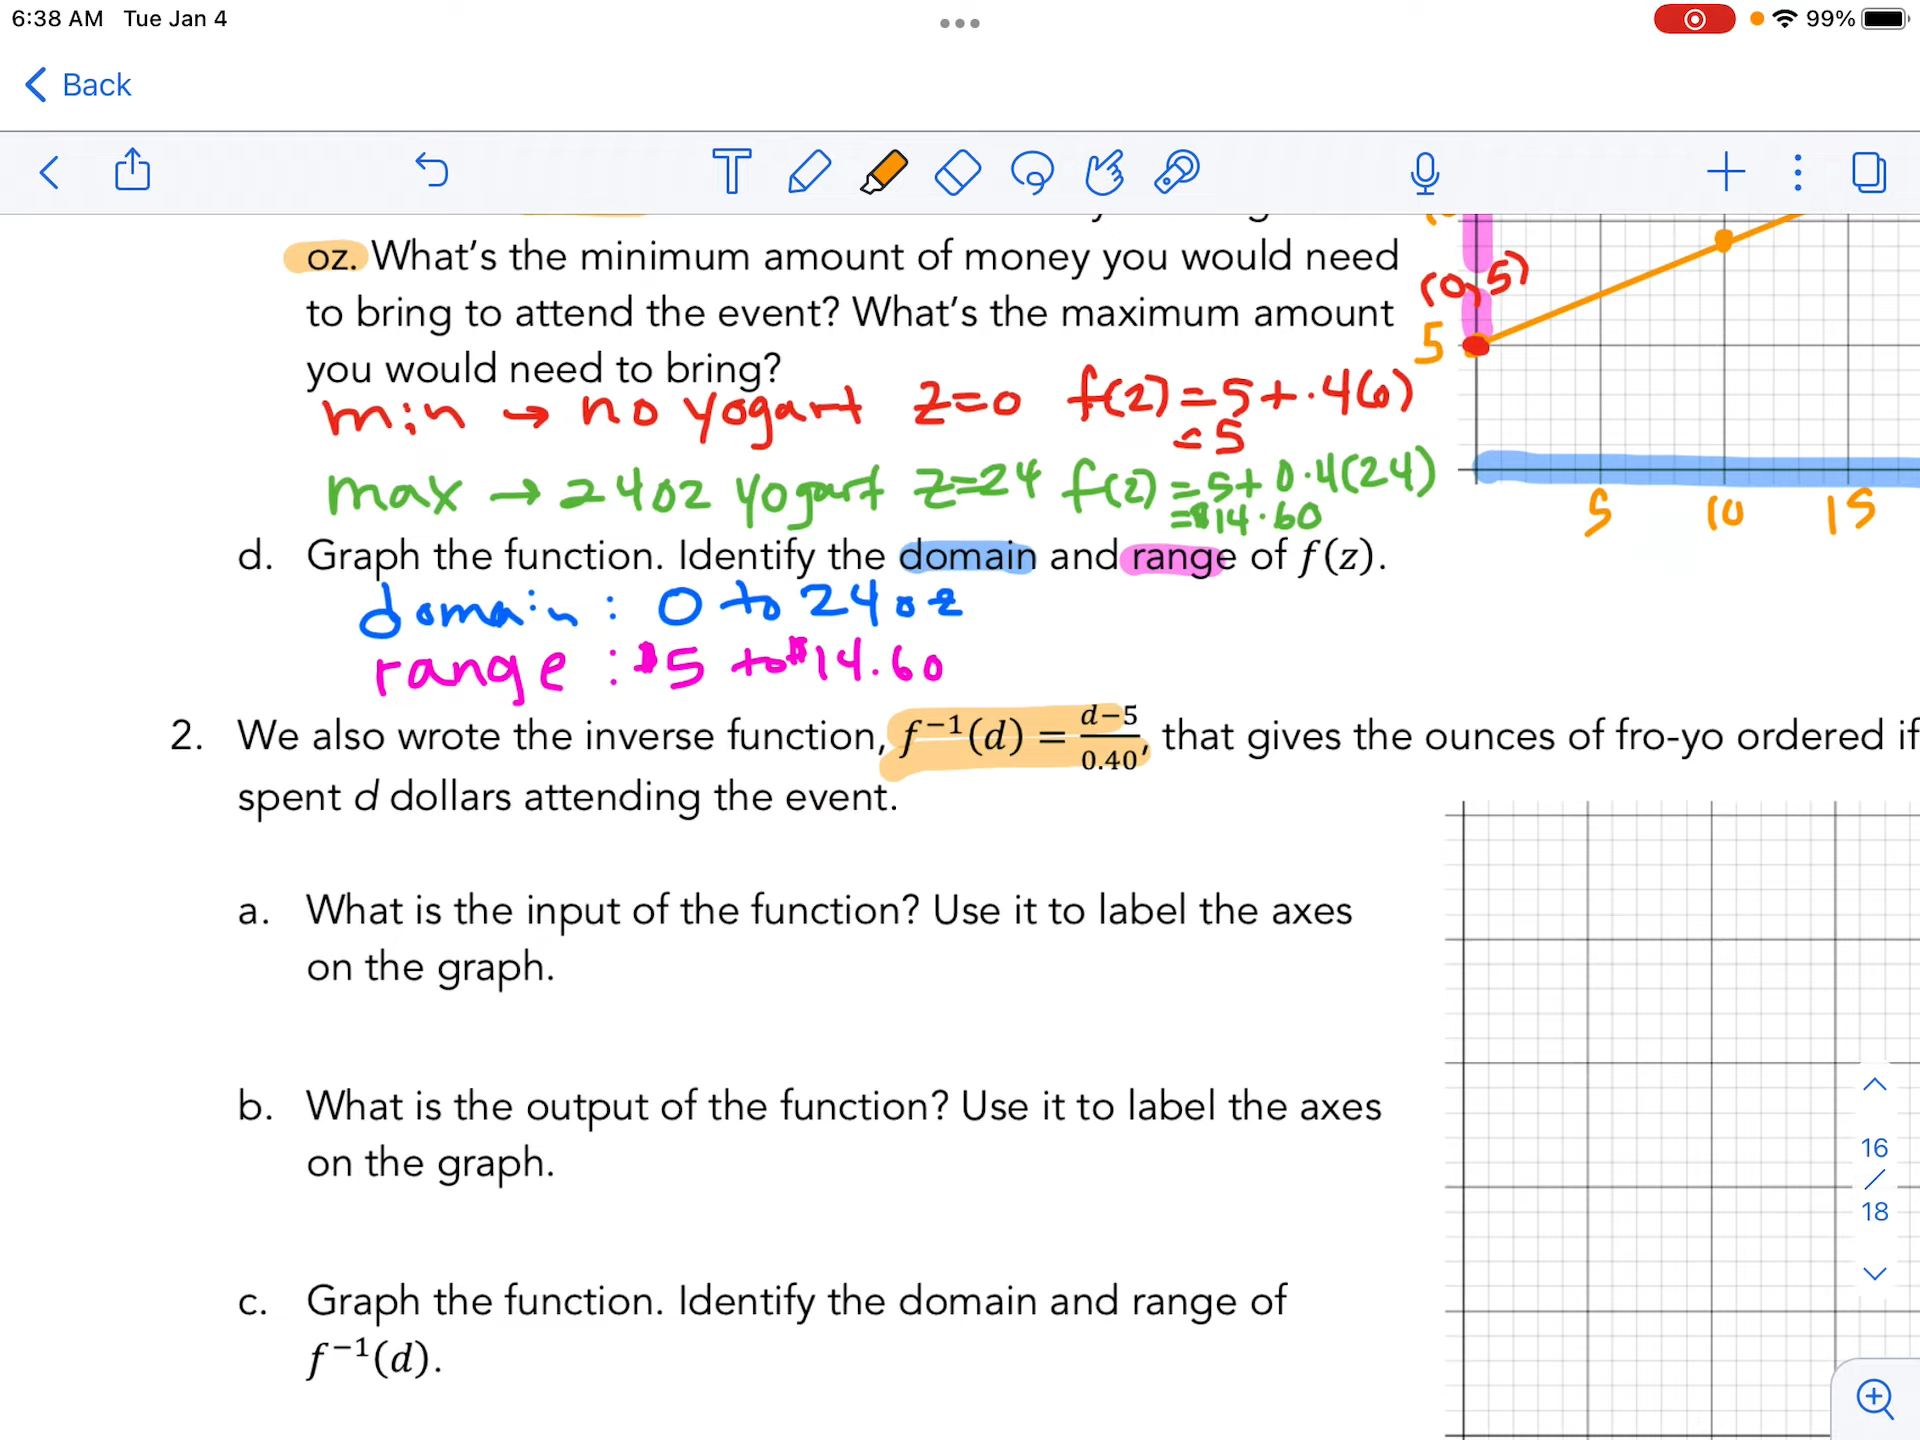 6:38 AM Tue Jan 4
99%
Back
oz. What's the minimum amount of money you would need
to bring to attend the event? What's the maximum amount
you would need to bring?
min → no yogart z=0 f(z)=5+.4(0)
=5
max → 24oz yogart z=24 f(z)=5+0.4(24)
=$14.60
(0,5)
5
5 10 15
d. Graph the function. Identify the domain and range of f(z).
domain: 0 to 24 oz
range: $5 to $14.60
2. We also wrote the inverse function, f⁻¹(d) = d−5/0.40, that gives the ounces of fro-yo ordered if
spent d dollars attending the event.
a. What is the input of the function? Use it to label the axes
on the graph.
b. What is the output of the function? Use it to label the axes
on the graph.
c. Graph the function. Identify the domain and range of
f⁻¹(d).
16
/
18